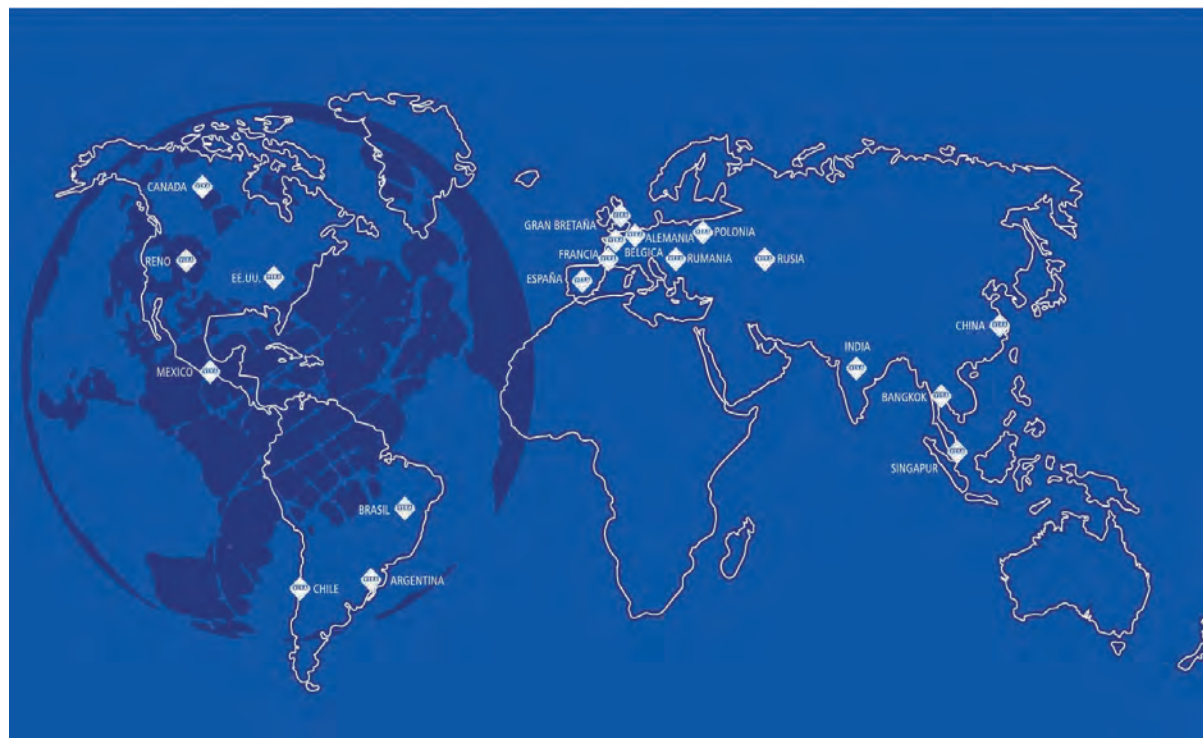 CANADA
GRAN BRETAÑA
ALEMANIA
POLONIA
RENO
EE.UU.
FRANCIA
BELGICA
RUMANIA
RUSIA
ESPAÑA
CHINA
MEXICO
INDIA
BANGKOK
SINGAPUR
BRASIL
CHILE
ARGENTINA